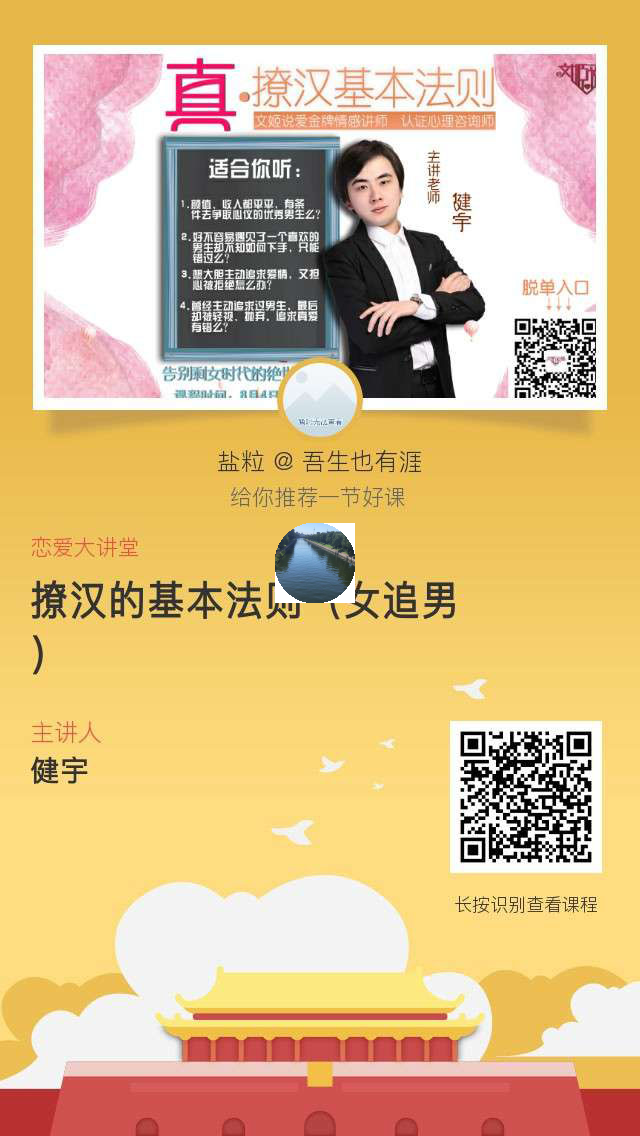 真·撩汉基本法则
文姬说爱金牌情感讲师 认证心理咨询师
适合你听：
1.颜值、收入都平平，有条
件去争取心仪的优秀男生么？
2.好不容易遇见了一个喜欢的
男生却不知如何下手，只能
错过么？
3.想大胆主动追求爱情，又担
心被拒绝怎么办？
4.曾经主动追求过男生，最后
却被轻视、抛弃，追求真爱
有错么？
主讲老师
健宇
脱单入口
告别剩女时代的绝
课程时间：8月4日
盐粒 @ 吾生也有涯
给你推荐一节好课
恋爱大讲堂
撩汉的基本法则（女追男
）
主讲人
健宇
长按识别查看课程